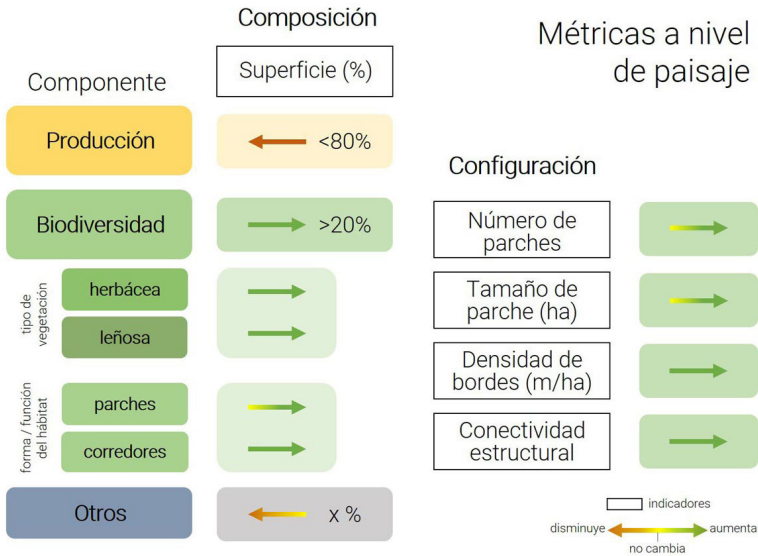 Composición
Métricas a nivel
de paisaje
Componente
Superficie (%)
Producción
<80%
Biodiversidad
>20%
tipo de
vegetación
herbácea
leñosa
forma / función
del hábitat
parches
corredores
Otros
x %
Configuración
Número de
parches
Tamaño de
parche (ha)
Densidad de
bordes (m/ha)
Conectividad
estructural
indicadores
disminuye
aumenta
no cambia